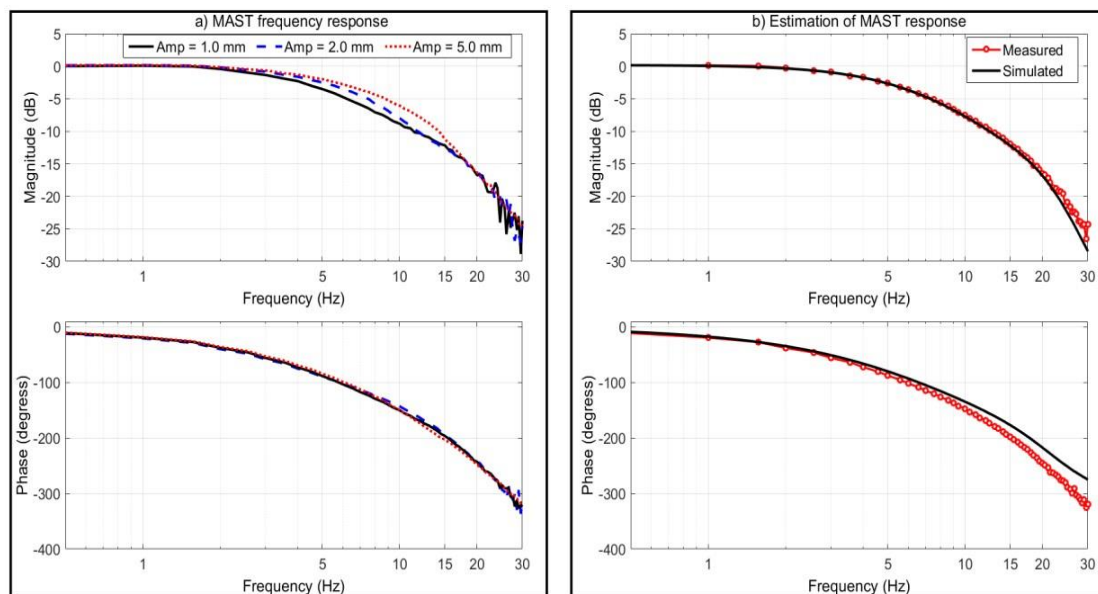 a) MAST frequency response
Amp = 1.0 mm Amp = 2.0 mm Amp = 5.0 mm
5
0
-5
-10
-15
-20
-25
-30
Magnitude (dB)
1 5 10 15 20 30
Frequency (Hz)
0
-100
-200
-300
-400
Phase (degress)
1 5 10 15 20 30
Frequency (Hz)
b) Estimation of MAST response
Measured
Simulated
5
0
-5
-10
-15
-20
-25
-30
Magnitude (dB)
1 5 10 15 20 30
Frequency (Hz)
0
-100
-200
-300
-400
Phase (degress)
1 5 10 15 20 30
Frequency (Hz)